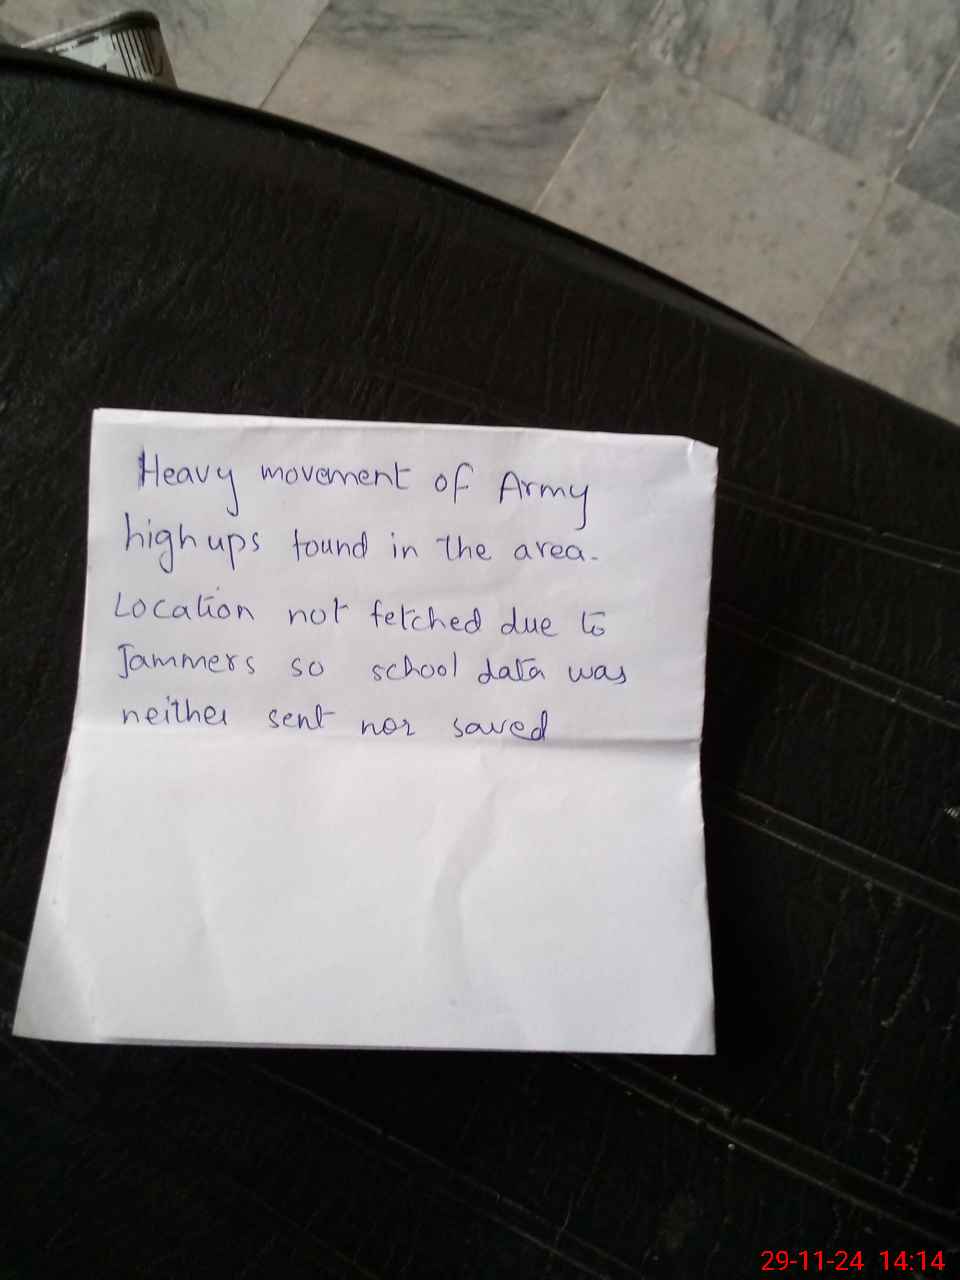 Heavy movement of Army
high ups found in the area.
Location not fetched due to
Jammers so school data was
neither sent nor saved
29-11-24 14:14